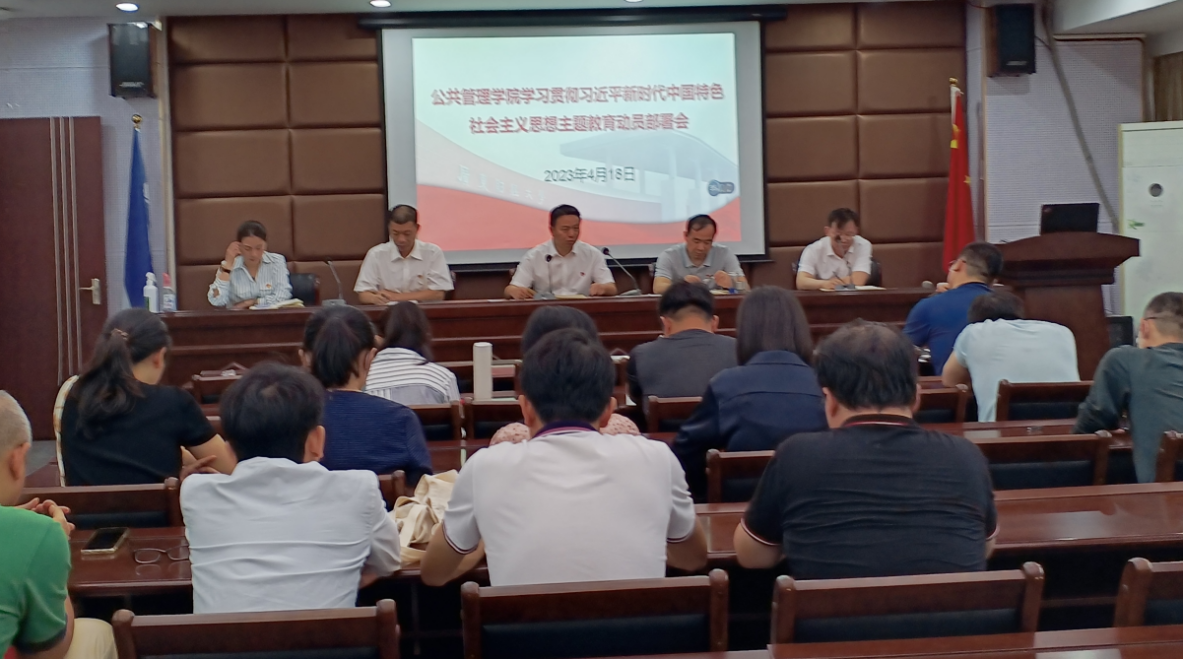 公共管理学院学习贯彻习近平新时代中国特色
社会主义思想主题教育动员部署会
2023年4月18日